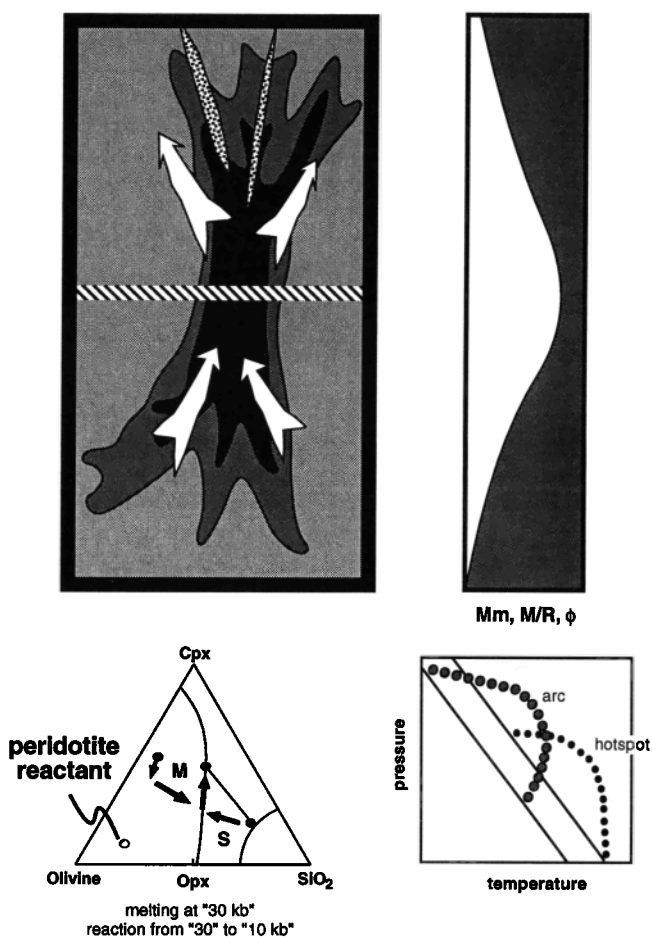 Mm, M/R, ϕ
Cpx
peridotite
reactant
M
S
Olivine
Opx
SiO₂
melting at "30 kb"
reaction from "30" to "10 kb"
pressure
arc
hotspot
temperature